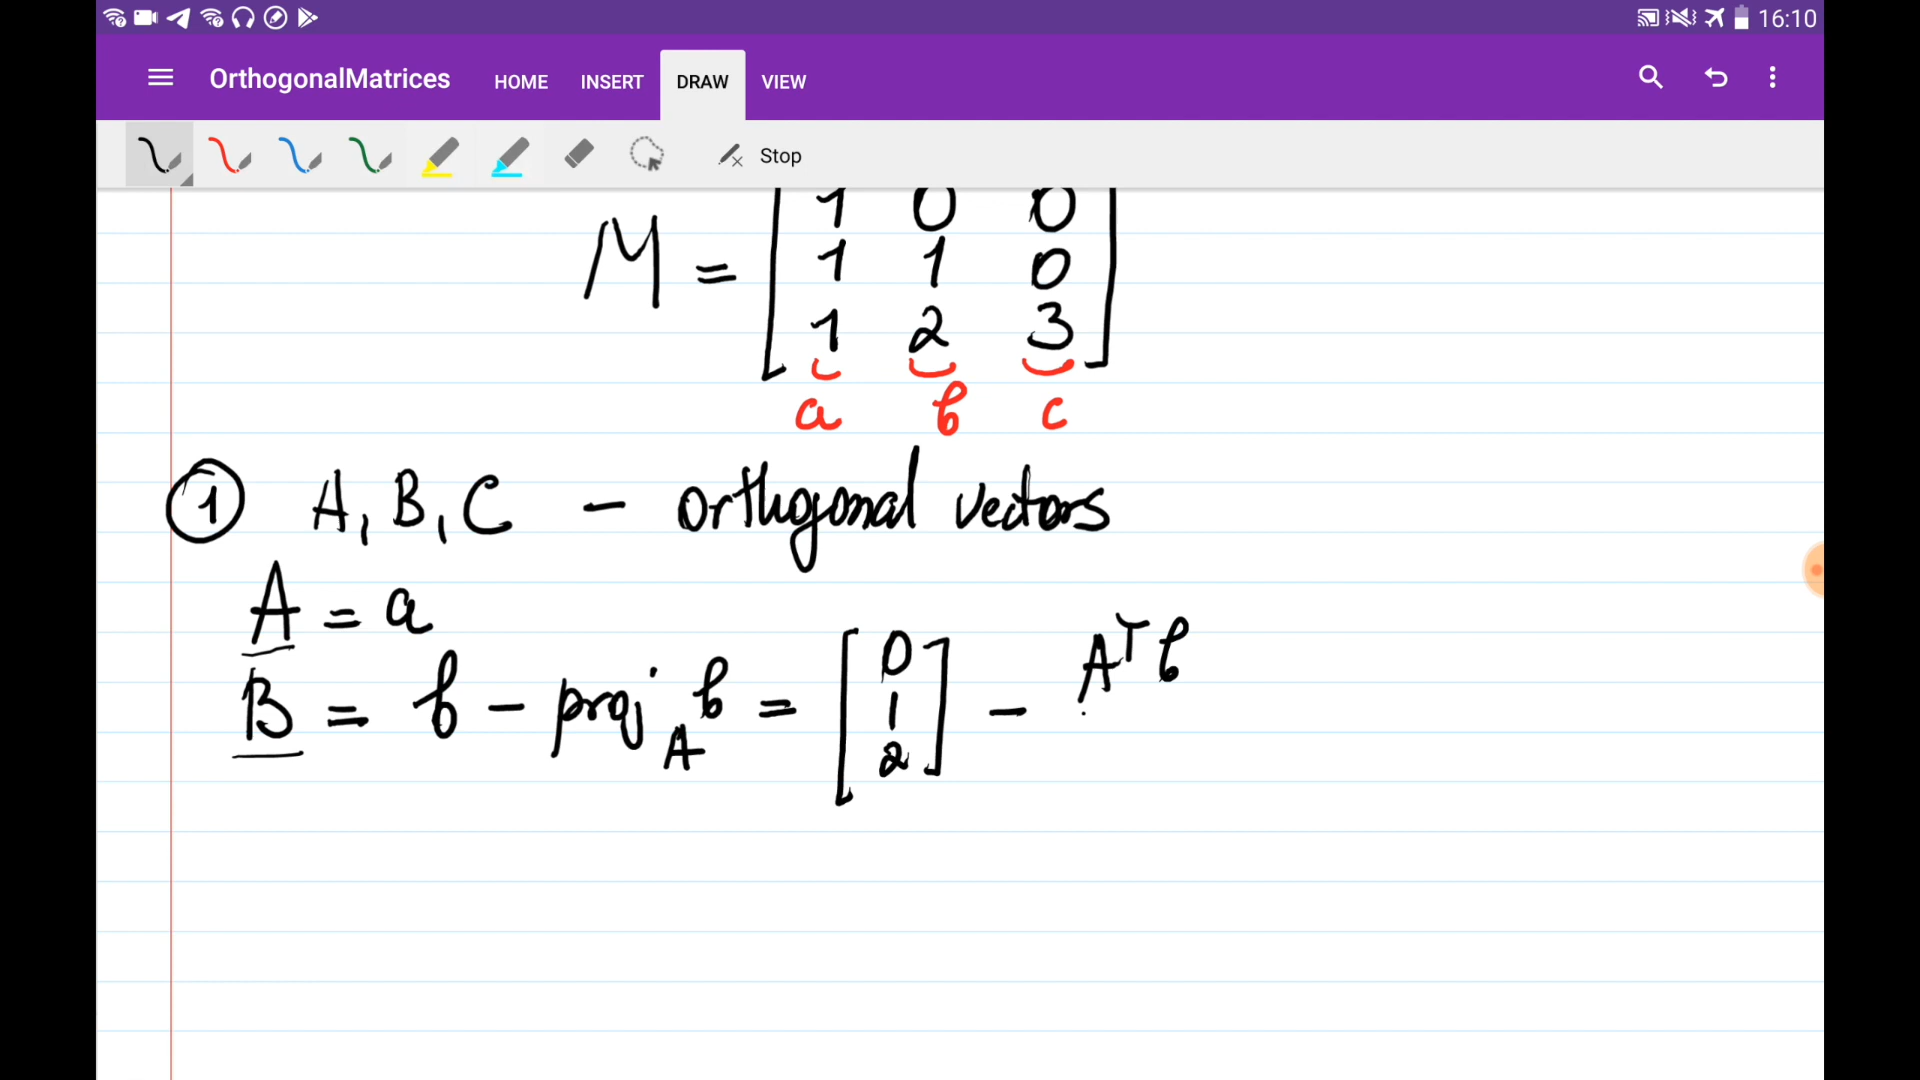 16:10
OrthogonalMatrices HOME INSERT DRAW VIEW
Stop
M = [1 0 0
1 1 0
1 2 3]
a b c
① A, B, C - orthogonal vectors
A = a
B = b - proj_A b = [0 1 2] - A^T b